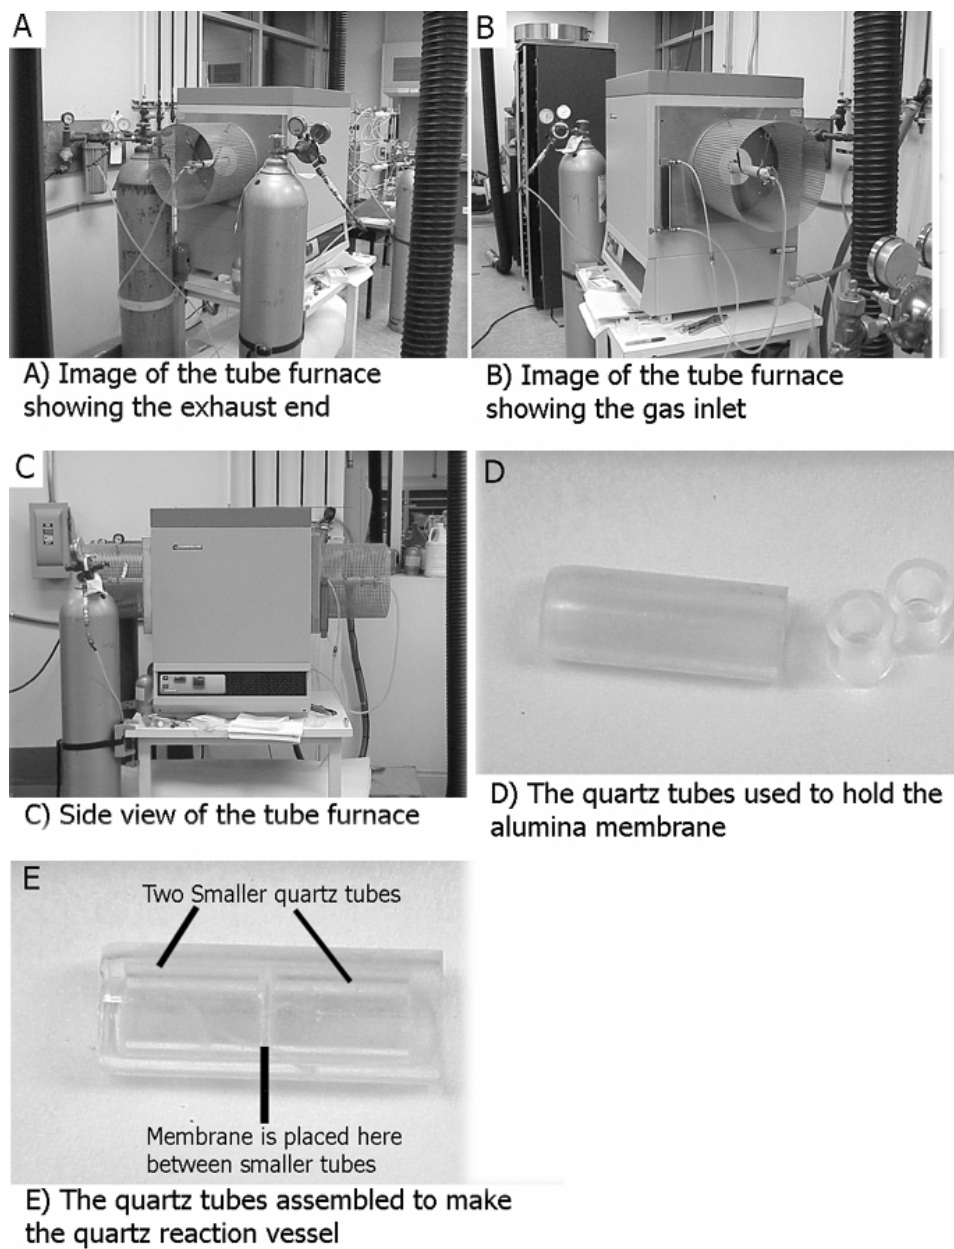 A
B
A) Image of the tube furnace
showing the exhaust end
B) Image of the tube furnace
showing the gas inlet
C
D
C) Side view of the tube furnace
D) The quartz tubes used to hold the
alumina membrane
E
Two Smaller quartz tubes
Membrane is placed here
between smaller tubes
E) The quartz tubes assembled to make
the quartz reaction vessel